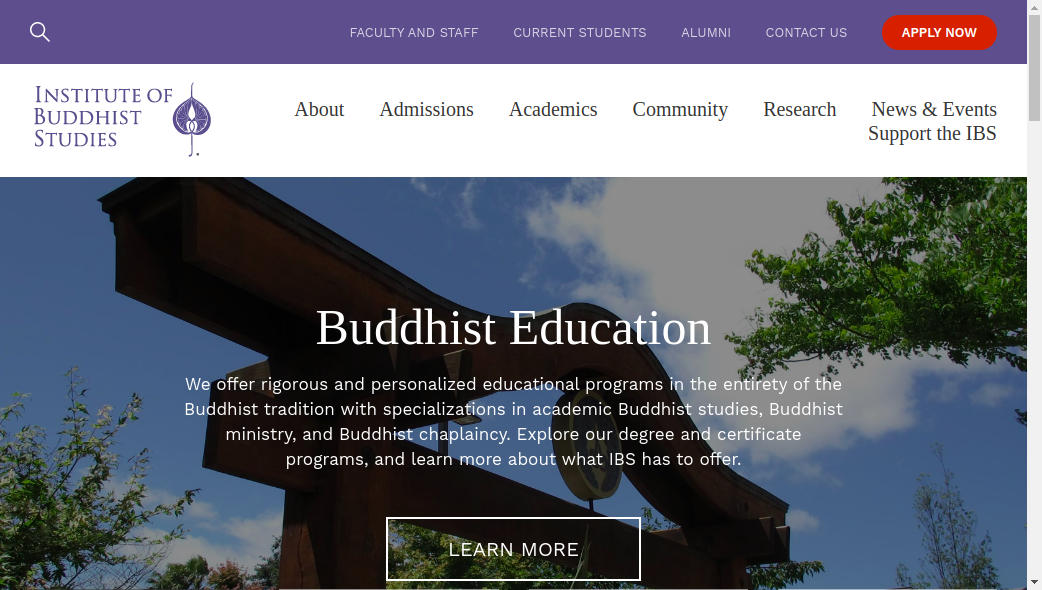 FACULTY AND STAFF CURRENT STUDENTS ALUMNI CONTACT US APPLY NOW
INSTITUTE OF
BUDDHIST
STUDIES
About Admissions Academics Community Research News & Events
Support the IBS
Buddhist Education
We offer rigorous and personalized educational programs in the entirety of the
Buddhist tradition with specializations in academic Buddhist studies, Buddhist
ministry, and Buddhist chaplaincy. Explore our degree and certificate
programs, and learn more about what IBS has to offer.
LEARN MORE